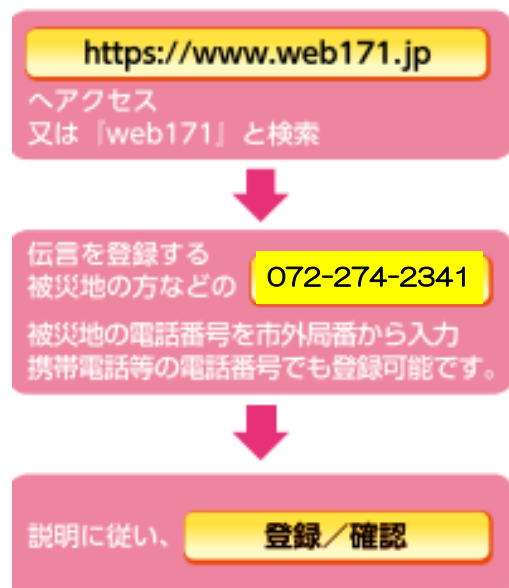 https://www.web171.jp
へアクセス
又は『web171』と検索
伝言を登録する
被災地の方などの 072-274-2341
被災地の電話番号を市外局番から入力
携帯電話等の電話番号でも登録可能です。
説明に従い、 登録／確認